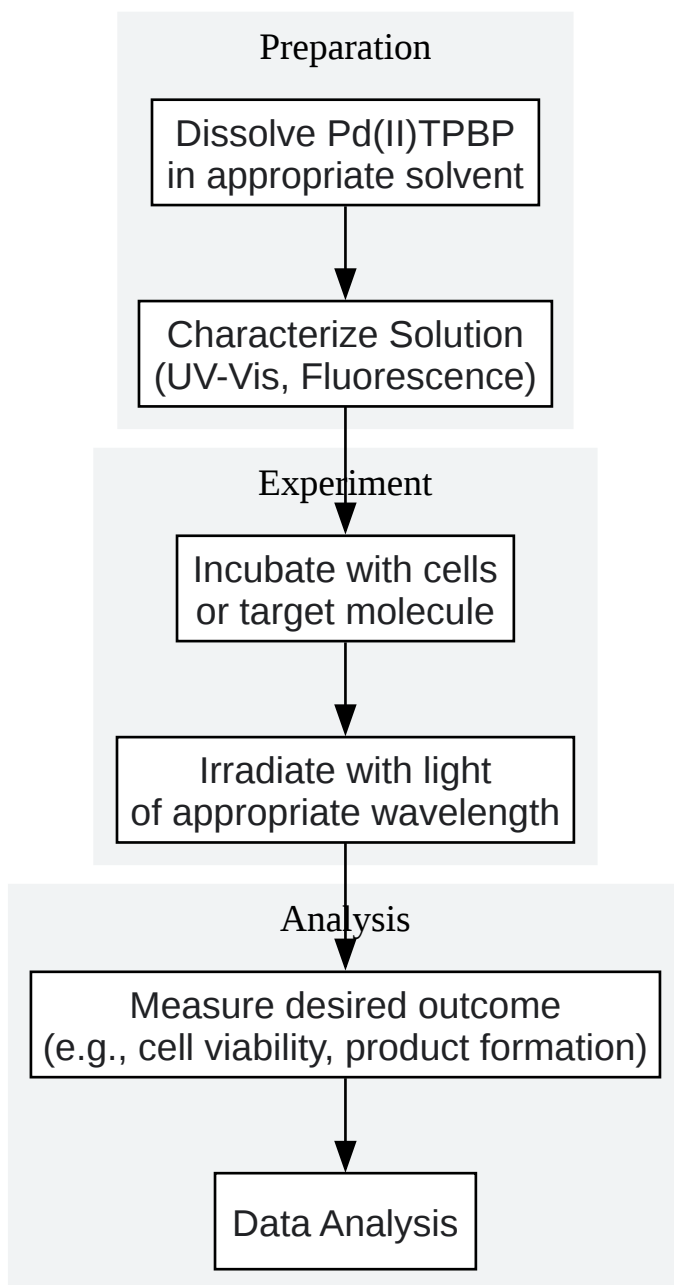 Preparation
Dissolve Pd(II)TPBP
in appropriate solvent
Characterize Solution
(UV-Vis, Fluorescence)
Experiment
Incubate with cells
or target molecule
Irradiate with light
of appropriate wavelength
Analysis
Measure desired outcome
(e.g., cell viability, product formation)
Data Analysis